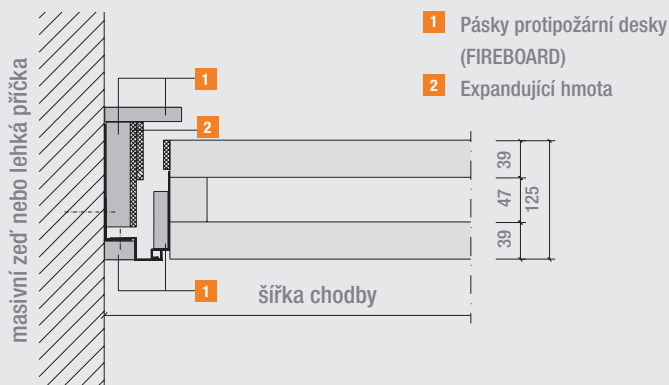 1 Pásky protipožární desky
(FIREBOARD)
2 Expandující hmota
masivní zeď nebo lehká příčka
1
2
39
47
125
39
1
šířka chodby